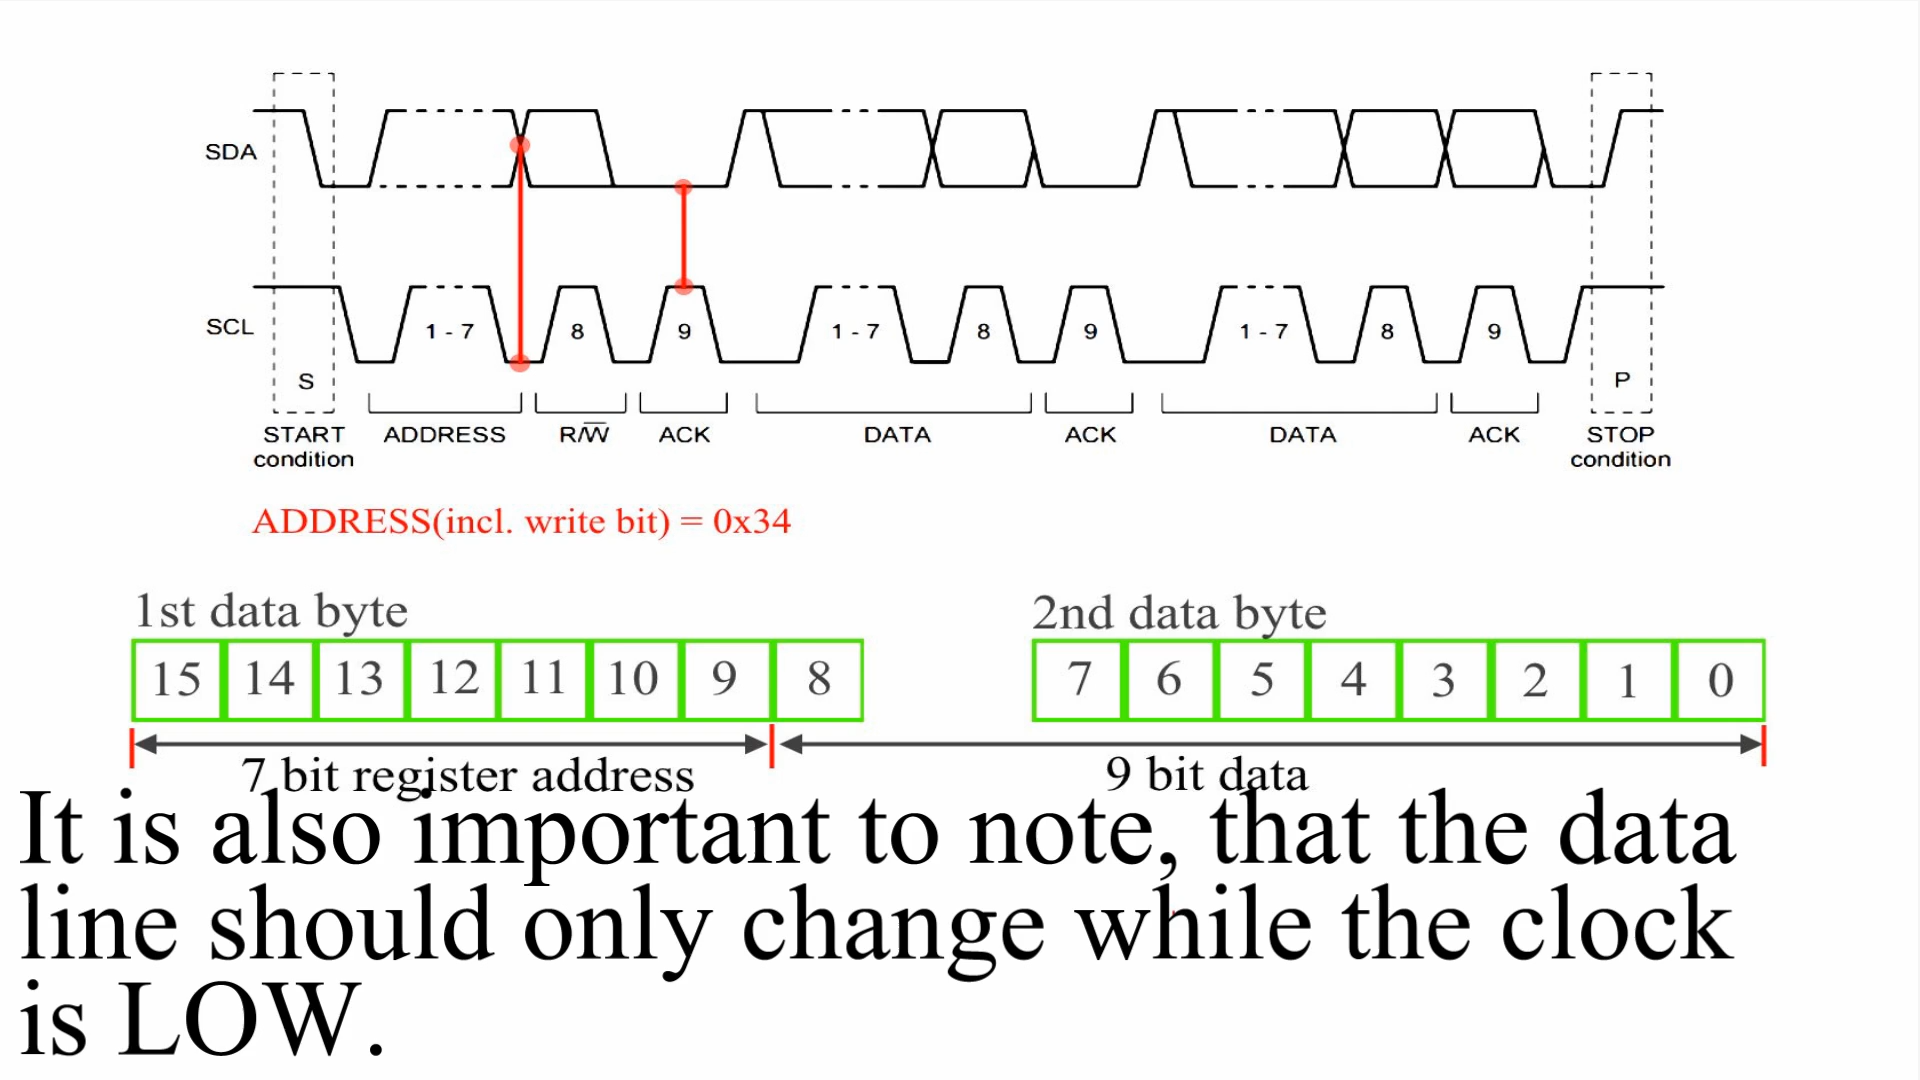 SDA
SCL
1 - 7 8 9 1 - 7 8 9 1 - 7 8 9
S P
START ADDRESS R/W̅ ACK DATA ACK DATA ACK STOP
condition condition
ADDRESS(incl. write bit) = 0x34
1st data byte 2nd data byte
15 14 13 12 11 10 9 8 7 6 5 4 3 2 1 0
7 bit register address 9 bit data
It is also important to note, that the data
line should only change while the clock
is LOW.